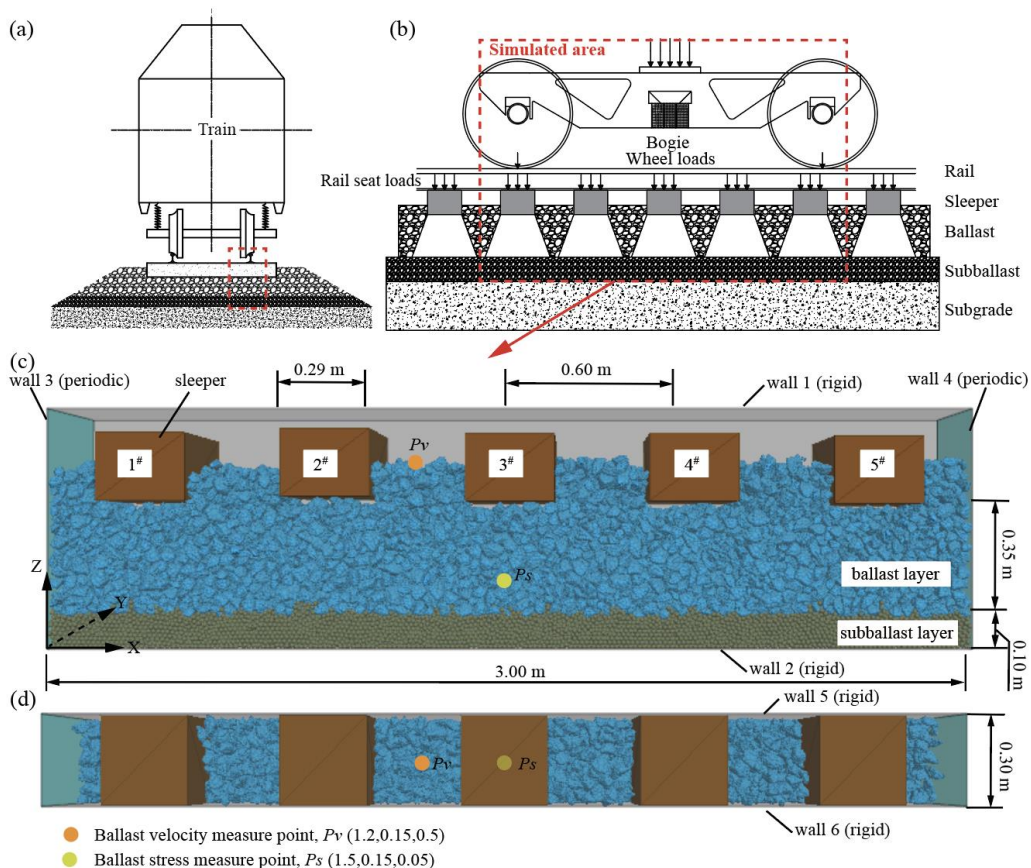 (a)
Train
(b)
Simulated area
Bogie
Wheel loads
Rail seat loads
Rail
Sleeper
Ballast
Subballast
Subgrade
(c)
wall 3 (periodic)
sleeper
0.29 m
0.60 m
wall 1 (rigid)
wall 4 (periodic)
Pv
1#
2#
3#
4#
5#
Z
Y
X
Ps
0.35 m
ballast layer
subballast layer
0.10 m
wall 2 (rigid)
3.00 m
(d)
wall 5 (rigid)
Pv
Ps
0.30 m
wall 6 (rigid)
Ballast velocity measure point, Pv (1.2,0.15,0.5)
Ballast stress measure point, Ps (1.5,0.15,0.05)